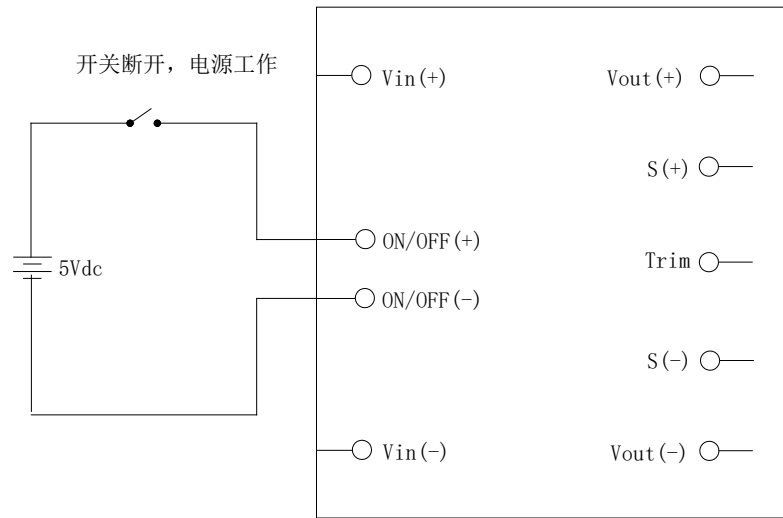 开关断开，电源工作
Vin(+)
Vout(+)
S(+)
ON/OFF(+)
Trim
5Vdc
ON/OFF(-)
S(-)
Vin(-)
Vout(-)